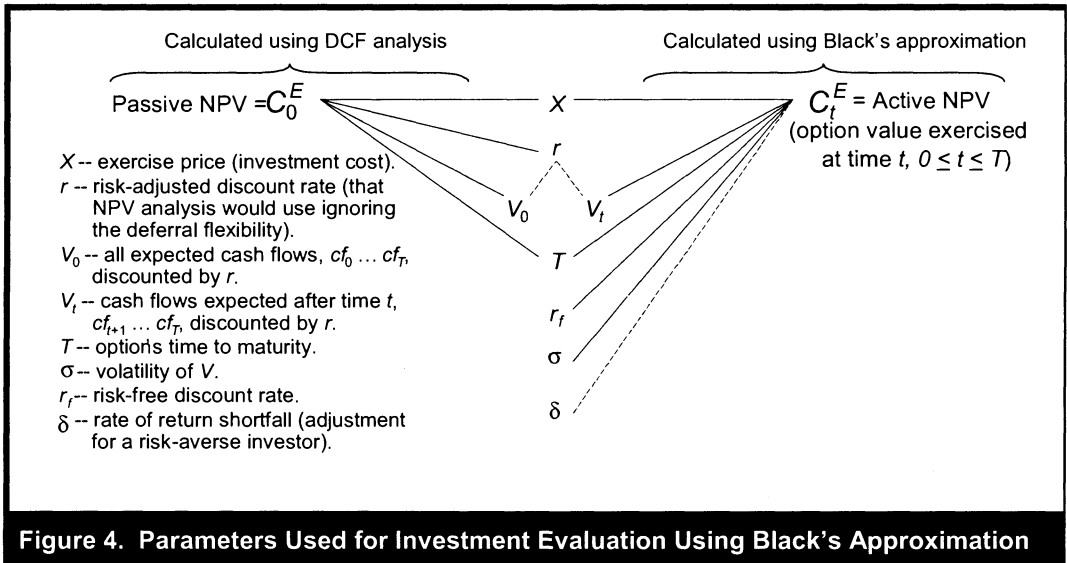 Calculated using DCF analysis
Calculated using Black's approximation
Passive NPV =C_0^E
X
C_t^E = Active NPV
(option value exercised
at time t, 0 ≤ t ≤ T)
r
V_0
V_t
T
r_f
σ
δ
X -- exercise price (investment cost).
r -- risk-adjusted discount rate (that
NPV analysis would use ignoring
the deferral flexibility).
V_0 -- all expected cash flows, cf_0 ... cf_T,
discounted by r.
V_t -- cash flows expected after time t,
cf_{t+1} ... cf_T, discounted by r.
T -- option's time to maturity.
σ -- volatility of V.
r_f -- risk-free discount rate.
δ -- rate of return shortfall (adjustment
for a risk-averse investor).
Figure 4. Parameters Used for Investment Evaluation Using Black's Approximation